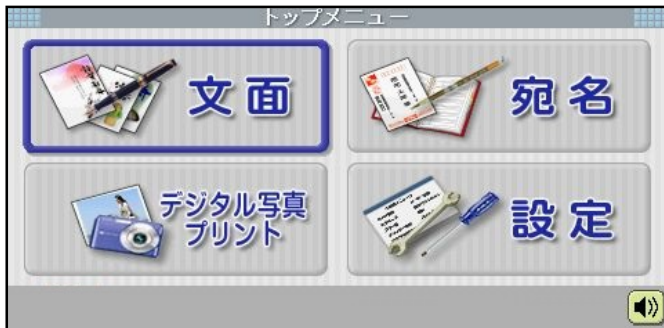 トップメニュー
文面
宛名
デジタル写真
プリント
設定